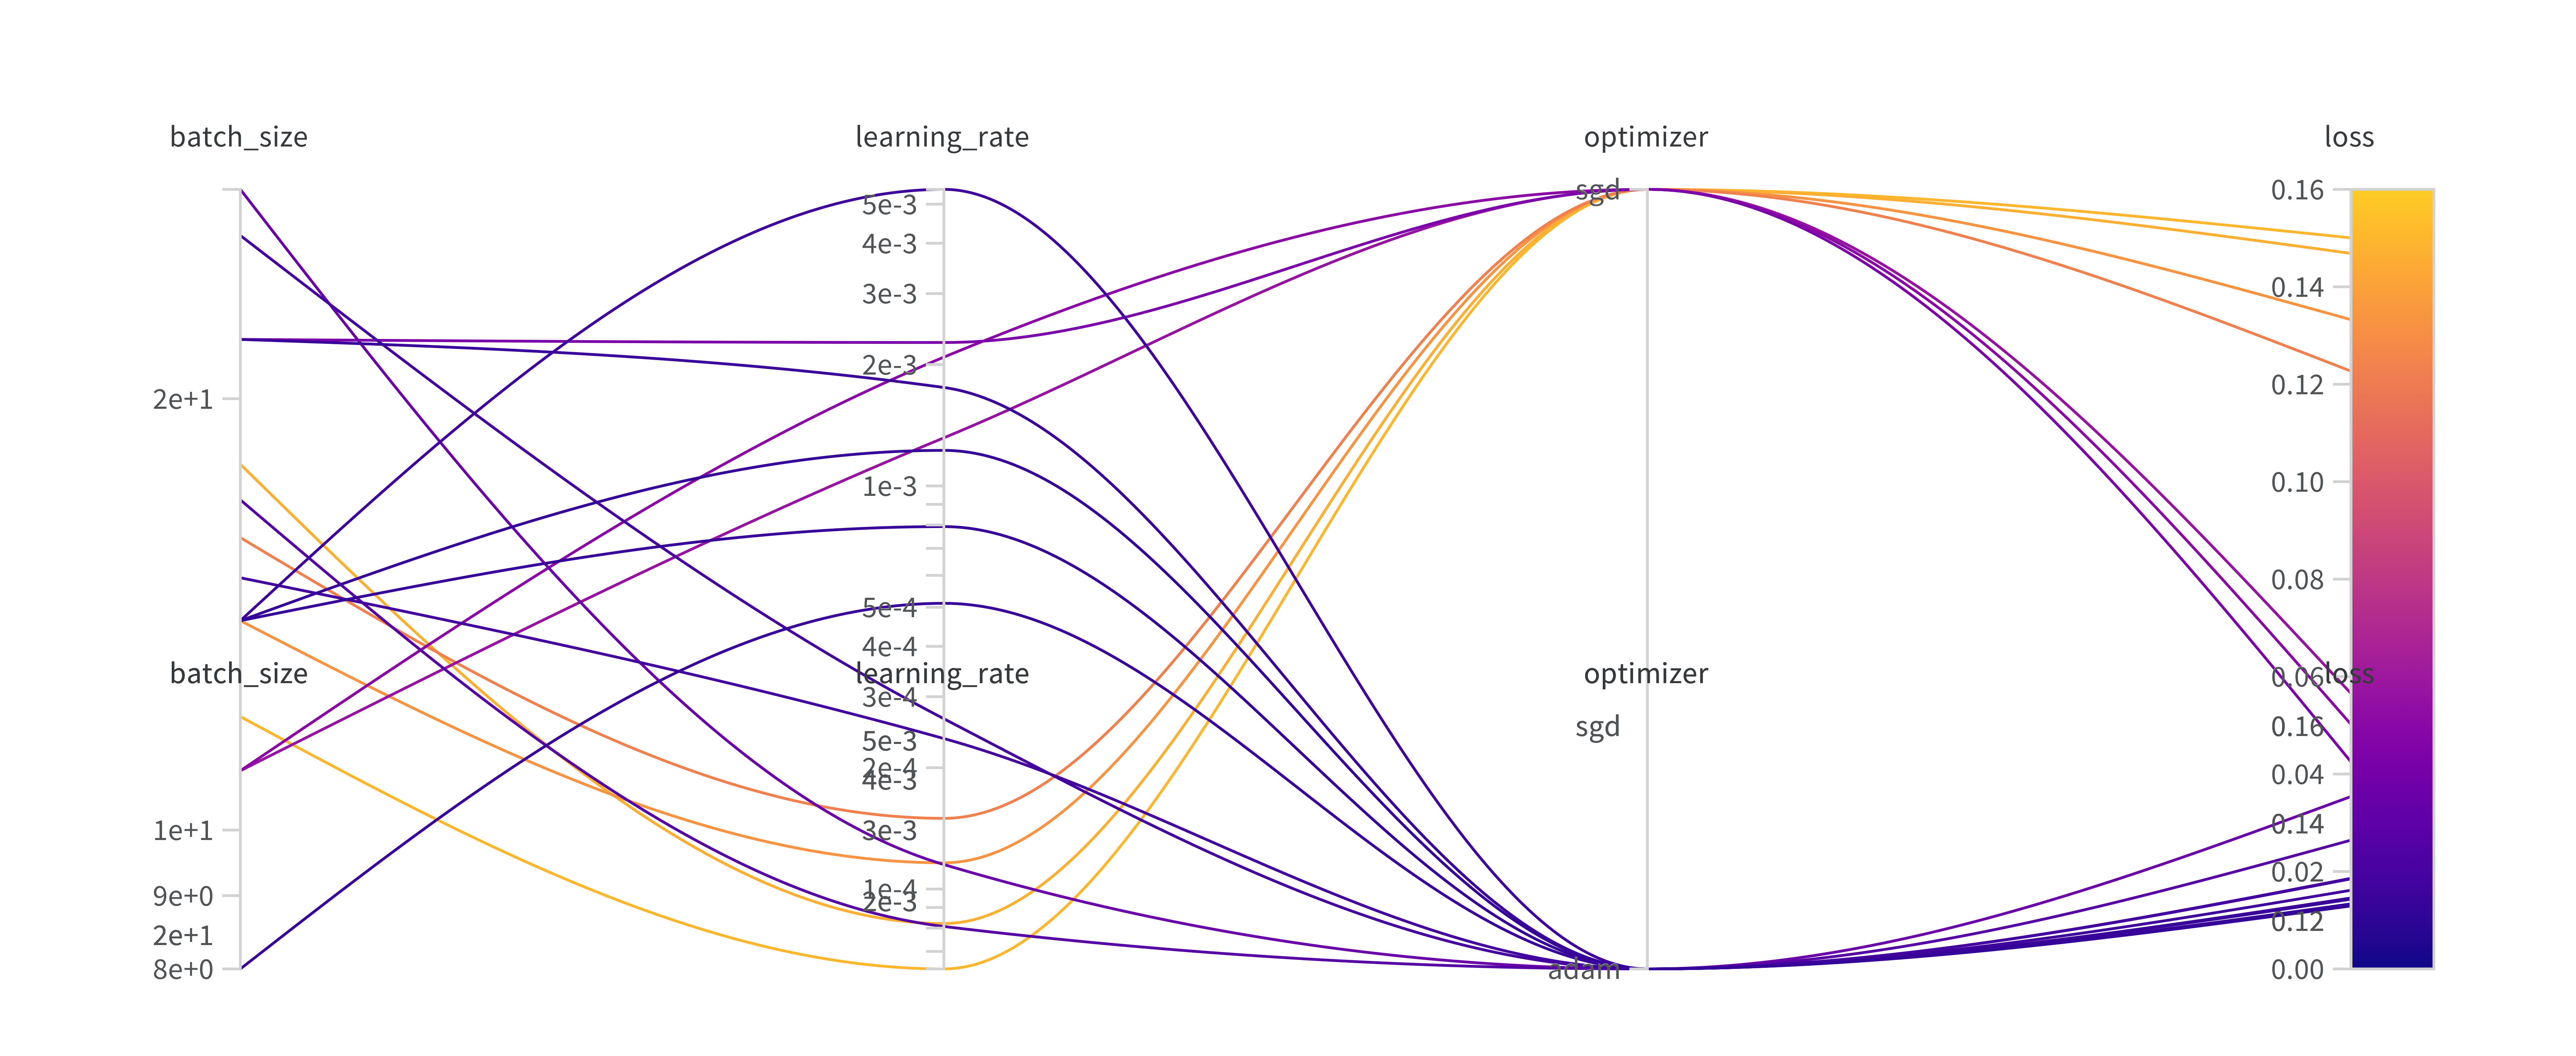 batch_size
learning_rate
optimizer
loss
2e+1
1e+1
9e+0
2e+1
8e+0
batch_size
5e-3
4e-3
3e-3
2e-3
1e-3
5e-4
4e-4
learning_rate
3e-4
5e-3
2e-4
4e-3
3e-3
1e-4
2e-3
sgd
optimizer
sgd
adam
0.16
0.14
0.12
0.10
0.08
0.06
loss
0.16
0.04
0.14
0.02
0.12
0.00